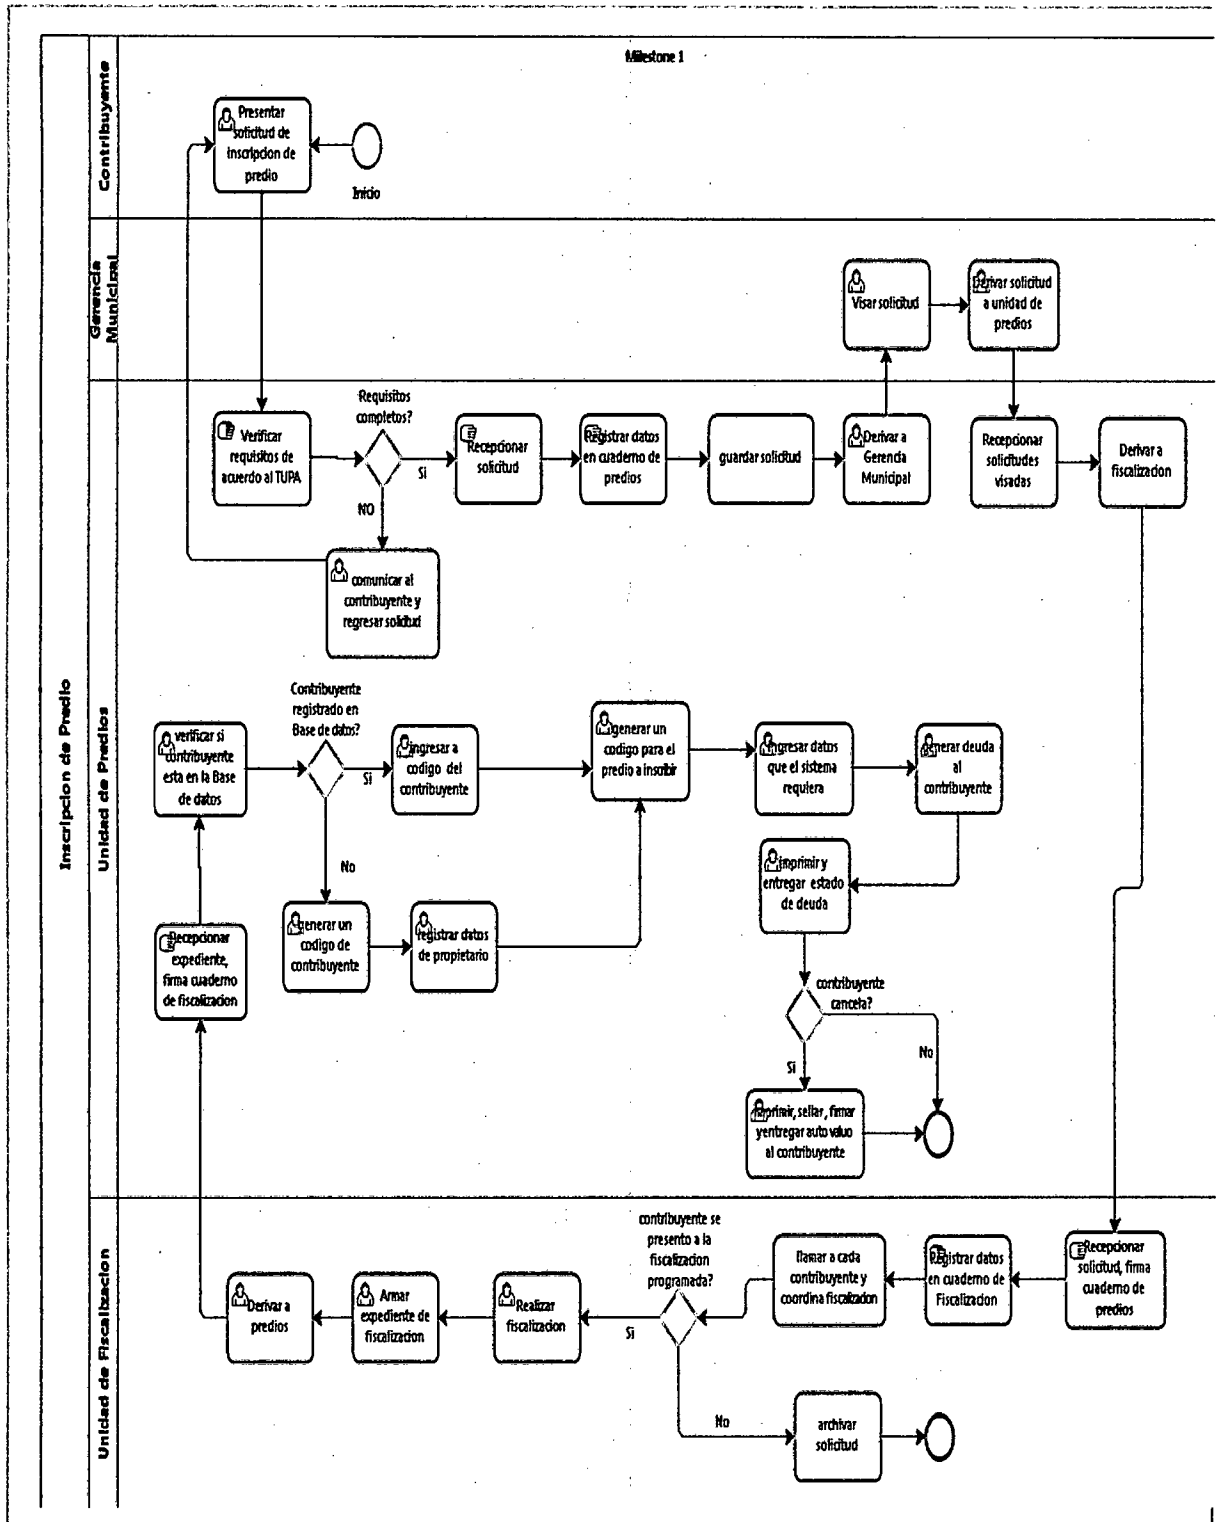 Milestone 1
Inscripcion de Predio
Contribuyente
Presentar
solicitud de
inscripcion de
predio
Inicio
Gerencia
Municipal
Visar solicitud
Derivar solicitud
a unidad de
predios
Unidad de Predios
Verificar
requisitos de
acuerdo al TUPA
Requisitos
completos?
Si
NO
Recepcionar
solicitud
Registrar datos
en cuaderno de
predios
guardar solicitud
Derivar a
Gerencia
Municipal
Recepcionar
solicitudes
visadas
Derivar a
fiscalizacion
comunicar al
contribuyente y
regresar solicitud
verificar si
contribuyente
esta en la Base
de datos
Contribuyente
registrado en
Base de datos?
Si
No
ingresar a
codigo del
contribuyente
generar un
codigo para el
predio a inscribir
ingresar datos
que el sistema
requiera
generar deuda
al
contribuyente
imprimir y
entregar estado
de deuda
generar un
codigo de
contribuyente
registrar datos
de propietario
Recepcionar
expediente,
firma cuaderno
de fiscalizacion
contribuyente
cancela?
Si
No
imprimir, sellar, firmar
y entregar auto valuo
al contribuyente
Unidad de Fiscalizacion
Recepcionar
solicitud, firma
cuaderno de
predios
Registrar datos
en cuaderno de
Fiscalizacion
llamar a cada
contribuyente y
coordina fiscalizacion
contribuyente se
presento a la
fiscalizacion
programada?
Si
No
Realizar
fiscalizacion
Armar
expediente de
fiscalizacion
Derivar a
predios
archivar
solicitud